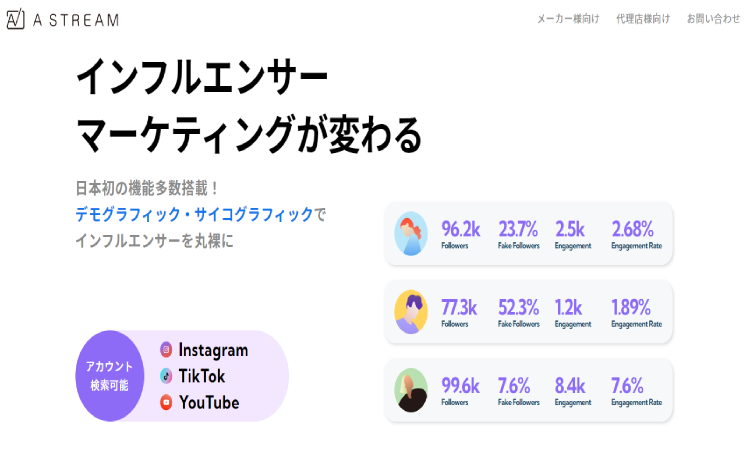 A STREAM
メーカー様向け 代理店様向け お問い合わせ
インフルエンサー
マーケティングが変わる
日本初の機能多数搭載！
デモグラフィック・サイコグラフィックで
インフルエンサーを丸裸に
96.2k 23.7% 2.5k 2.68%
Followers Fake Followers Engagement Engagement Rate
77.3k 52.3% 1.2k 1.89%
Followers Fake Followers Engagement Engagement Rate
99.6k 7.6% 8.4k 7.6%
Followers Fake Followers Engagement Engagement Rate
アカウント
検索可能
Instagram
TikTok
YouTube